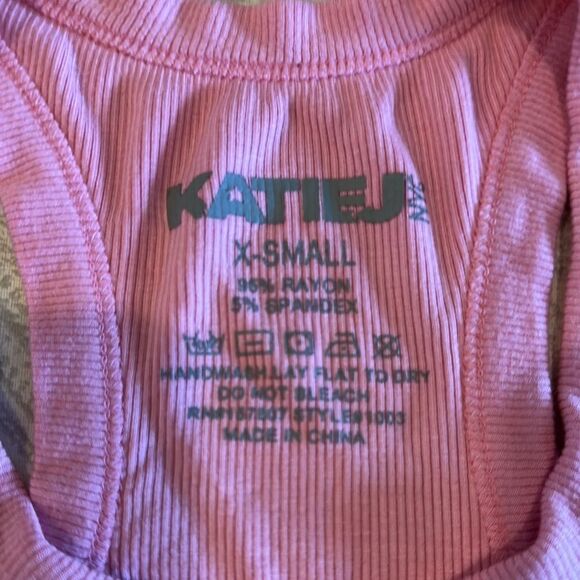 KATIEJ NYC
X-SMALL
95% RAYON
5% SPANDEX
HANDWASH.LAY FLAT TO DRY
DO NOT BLEACH
RN#157807 STYLE#1003
MADE IN CHINA